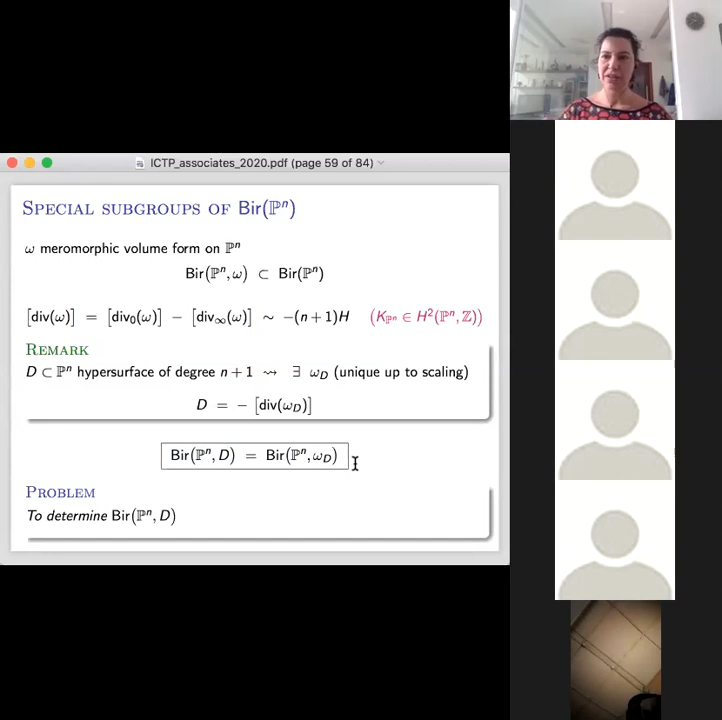 ICTP_associates_2020.pdf (page 59 of 84)
SPECIAL SUBGROUPS OF Bir(ℙⁿ)
ω meromorphic volume form on ℙⁿ
Bir(ℙⁿ, ω) ⊂ Bir(ℙⁿ)
[div(ω)] = [div₀(ω)] − [div∞(ω)] ∼ −(n + 1)H (K_ℙⁿ ∈ H²(ℙⁿ, ℤ))
REMARK
D ⊂ ℙⁿ hypersurface of degree n + 1 ⇝ ∃ ω_D (unique up to scaling)
D = − [div(ω_D)]
Bir(ℙⁿ, D) = Bir(ℙⁿ, ω_D)
PROBLEM
To determine Bir(ℙⁿ, D)